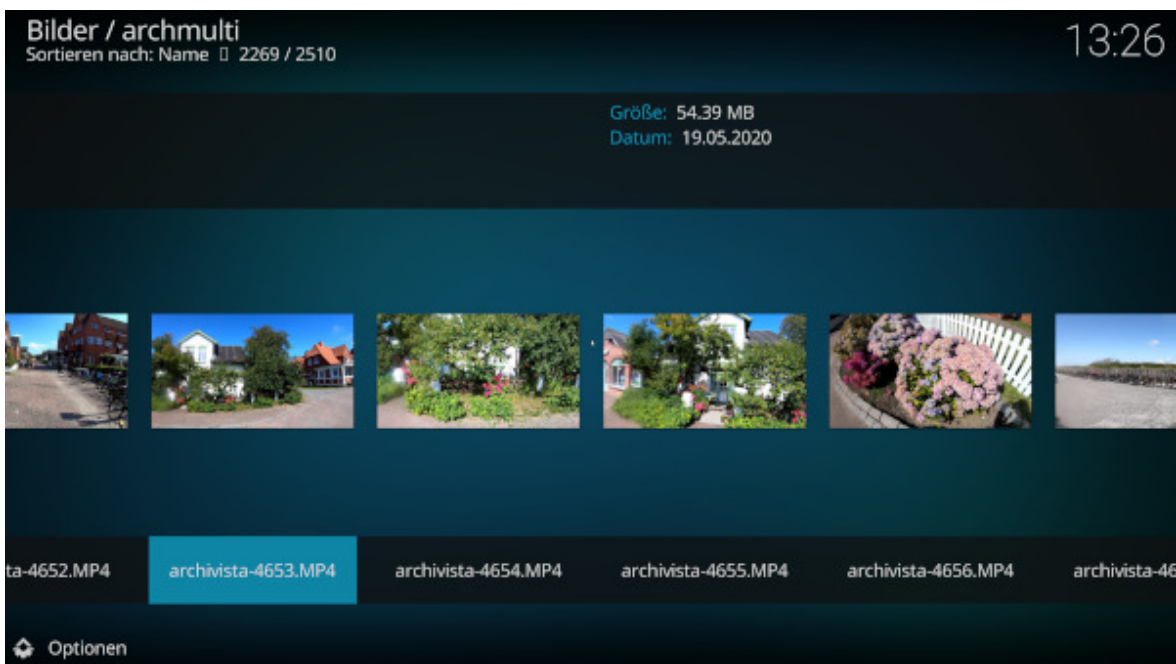 Bilder / archmulti
13:26
Sortieren nach: Name 2269 / 2510
Größe: 54.39 MB
Datum: 19.05.2020
ta-4652.MP4
archivista-4653.MP4
archivista-4654.MP4
archivista-4655.MP4
archivista-4656.MP4
archivista-46
Optionen